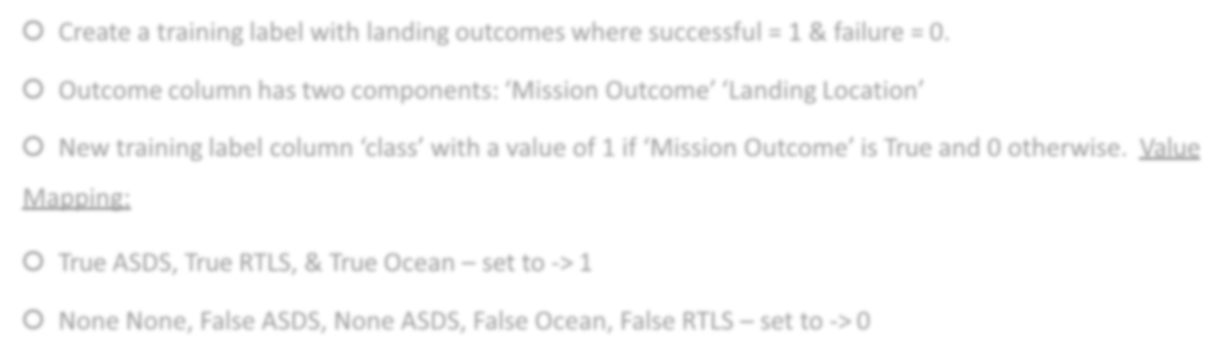 Create a training label with landing outcomes where successful = 1 & failure = 0.
Outcome column has two components: ‘Mission Outcome’ ‘Landing Location’
New training label column ‘class’ with a value of 1 if ‘Mission Outcome’ is True and 0 otherwise. Value
Mapping:
True ASDS, True RTLS, & True Ocean – set to -> 1
None None, False ASDS, None ASDS, False Ocean, False RTLS – set to -> 0